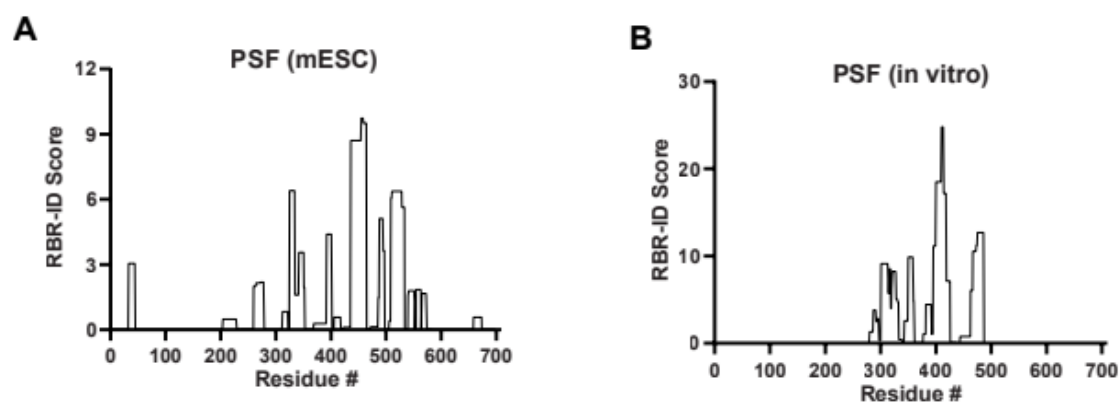 A
PSF (mESC)
12
9
6
3
0
RBR-ID Score
0 100 200 300 400 500 600 700
Residue #
B
PSF (in vitro)
30
20
10
0
RBR-ID Score
0 100 200 300 400 500 600 700
Residue #